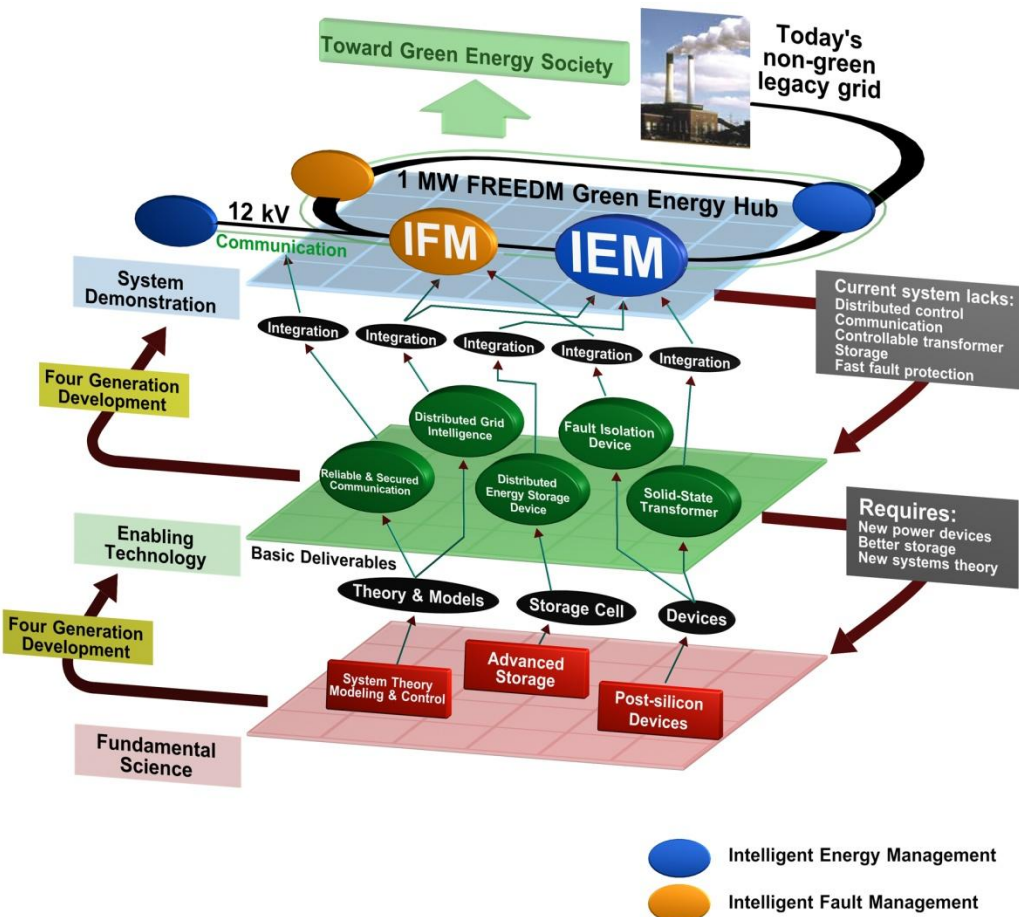 Toward Green Energy Society
Today's
non-green
legacy grid
1 MW FREEDM Green Energy Hub
12 kV
Communication
IFM
IEM
System
Demonstration
Current system lacks:
Distributed control
Communication
Controllable transformer
Storage
Fast fault protection
Integration
Integration
Integration
Integration
Integration
Four Generation
Development
Distributed Grid
Intelligence
Fault Isolation
Device
Reliable & Secured
Communication
Distributed
Energy Storage
Device
Solid-State
Transformer
Requires:
New power devices
Better storage
New systems theory
Enabling
Technology
Basic Deliverables
Theory & Models
Storage Cell
Devices
Four Generation
Development
System Theory
Modeling & Control
Advanced
Storage
Post-silicon
Devices
Fundamental
Science
Intelligent Energy Management
Intelligent Fault Management